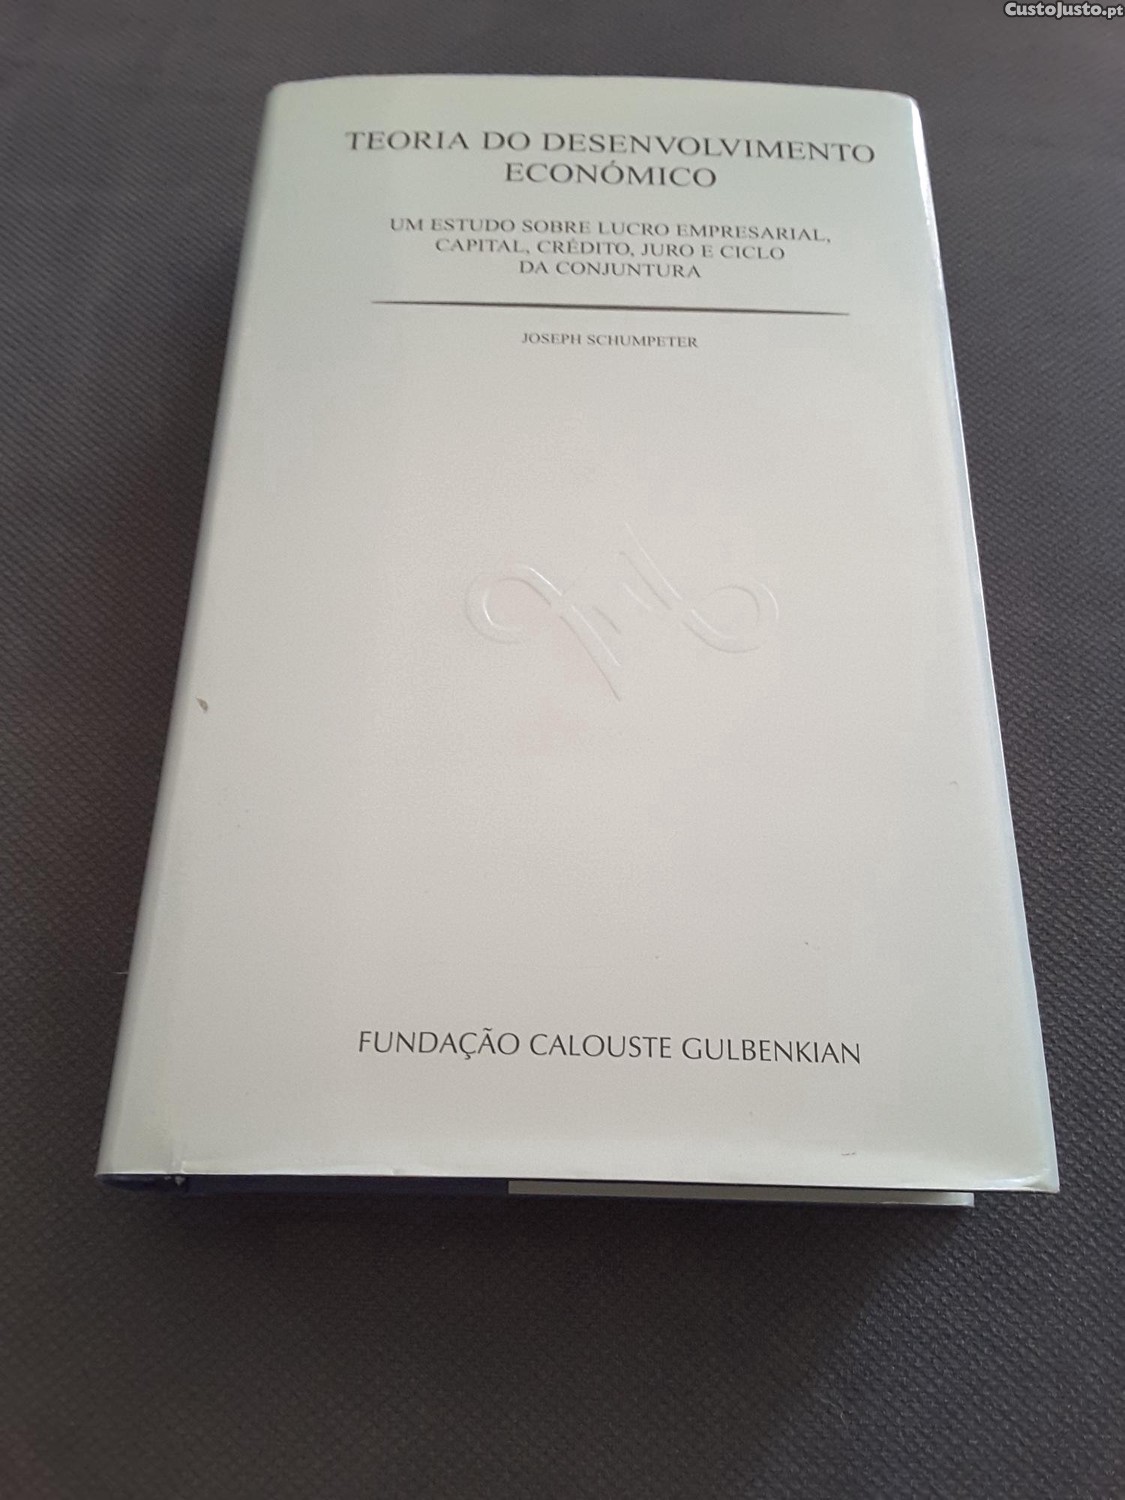 CustoJusto.pt
TEORIA DO DESENVOLVIMENTO
ECONÓMICO
UM ESTUDO SOBRE LUCRO EMPRESARIAL,
CAPITAL, CRÉDITO, JURO E CICLO
DA CONJUNTURA
JOSEPH SCHUMPETER
FUNDAÇÃO CALOUSTE GULBENKIAN